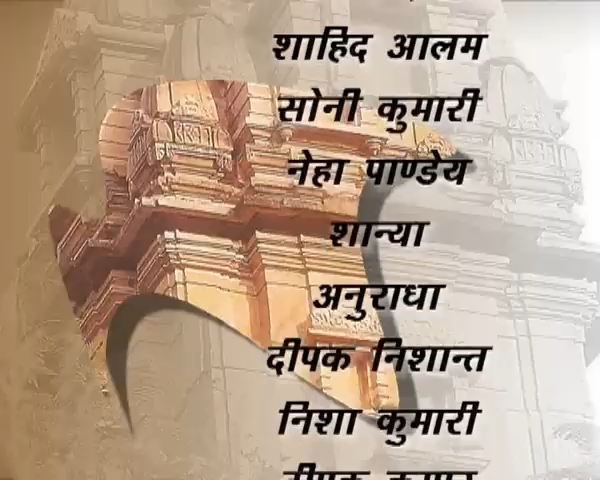 शाहिद आलम
सोनी कुमारी
नेहा पाण्डेय
शान्या
अनुराधा
दीपक निशान्त
निशा कुमारी